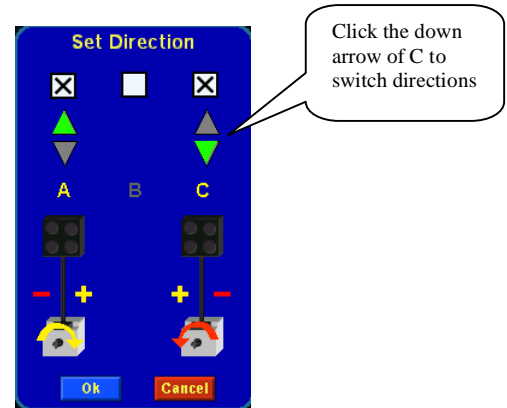 Set Direction
Click the down
arrow of C to
switch directions
A B C
- + + -
Ok Cancel